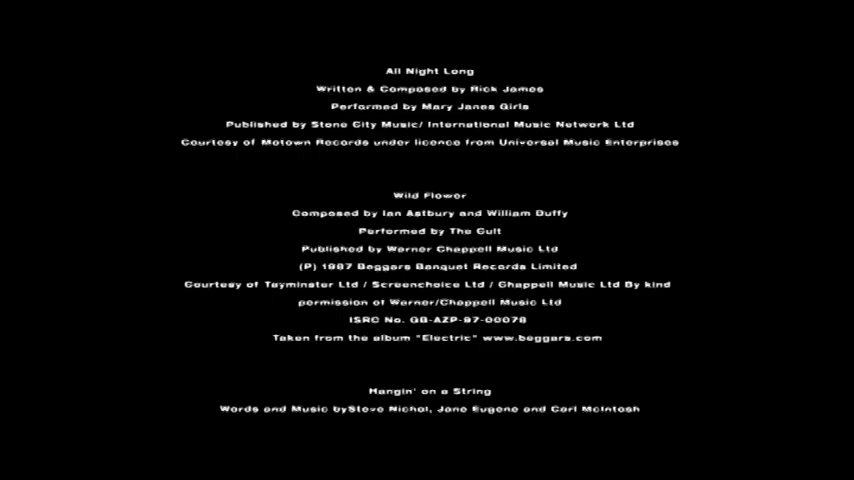 All Night Long
Written & Composed by Rick James
Performed by Mary Janes Girls
Published by Stone City Music/ International Music Network Ltd
Courtesy of Motown Records under licence from Universal Music Enterprises
Wild Flower
Composed by Ian Astbury and William Duffy
Performed by The Cult
Published by Warner Chappell Music Ltd
(P) 1987 Beggars Banquet Records Limited
Courtesy of Tayminster Ltd / Screenchoice Ltd / Chappell Music Ltd By kind
permission of Warner/Chappell Music Ltd
ISRC No. GB-AZP-97-00078
Taken from the album "Electric" www.beggars.com
Hangin' on a String
Words and Music bySteve Nichol, Jane Eugene and Carl McIntosh